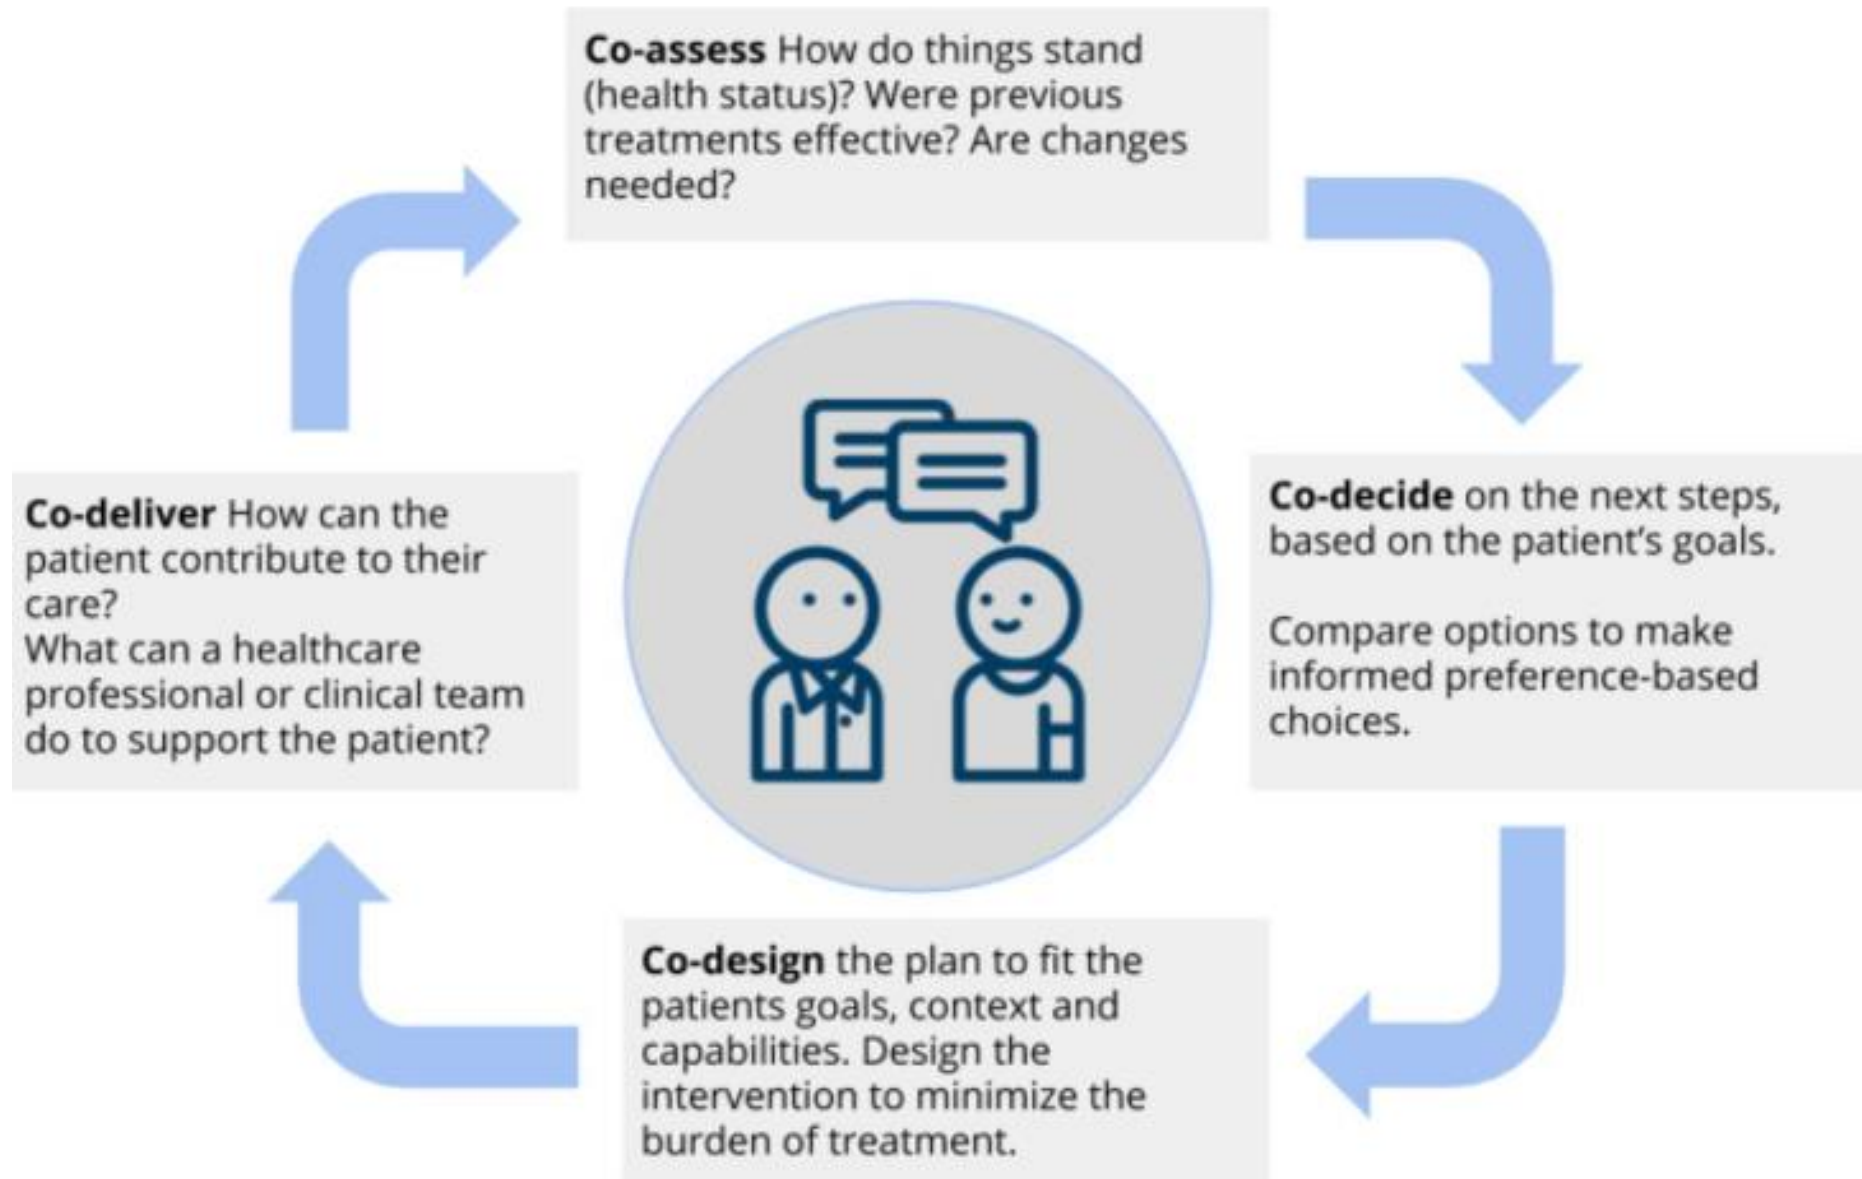 Co-assess How do things stand
(health status)? Were previous
treatments effective? Are changes
needed?
Co-decide on the next steps,
based on the patient's goals.
Compare options to make
informed preference-based
choices.
Co-design the plan to fit the
patients goals, context and
capabilities. Design the
intervention to minimize the
burden of treatment.
Co-deliver How can the
patient contribute to their
care?
What can a healthcare
professional or clinical team
do to support the patient?